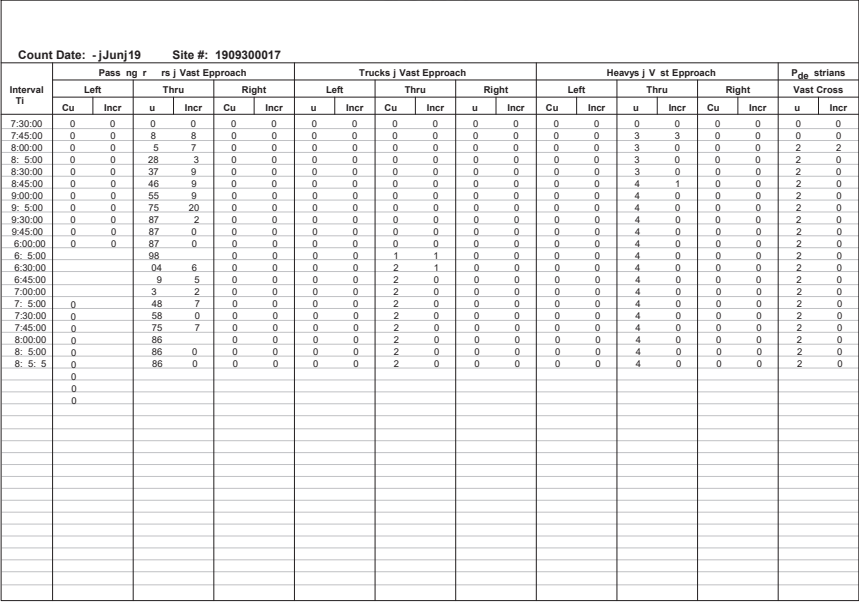 Count Date: - jJunj19 Site #: 1909300017
Pass ng r rs j Vast Epproach Trucks j Vast Epproach Heavys j V st Epproach Pde strians
Interval Left Thru Right Left Thru Right Left Thru Right Vast Cross
Ti Cu Incr u Incr Cu Incr u Incr Cu Incr u Incr Cu Incr u Incr Cu Incr u Incr
7:30:00 0 0 0 0 0 0 0 0 0 0 0 0 0 0 0 0 0 0 0 0
7:45:00 0 0 8 8 0 0 0 0 0 0 0 0 0 0 3 3 0 0 0 0
8:00:00 0 0 5 7 0 0 0 0 0 0 0 0 0 0 3 0 0 0 2 2
8: 5:00 0 0 28 3 0 0 0 0 0 0 0 0 0 0 3 0 0 0 2 0
8:30:00 0 0 37 9 0 0 0 0 0 0 0 0 0 0 3 0 0 0 2 0
8:45:00 0 0 46 9 0 0 0 0 0 0 0 0 0 0 4 1 0 0 2 0
9:00:00 0 0 55 9 0 0 0 0 0 0 0 0 0 0 4 0 0 0 2 0
9: 5:00 0 0 75 20 0 0 0 0 0 0 0 0 0 0 4 0 0 0 2 0
9:30:00 0 0 87 2 0 0 0 0 0 0 0 0 0 0 4 0 0 0 2 0
9:45:00 0 0 87 0 0 0 0 0 0 0 0 0 0 0 4 0 0 0 2 0
6:00:00 0 0 87 0 0 0 0 0 0 0 0 0 0 0 4 0 0 0 2 0
6: 5:00 98 0 0 0 0 1 1 0 0 0 0 4 0 0 0 2 0
6:30:00 04 6 0 0 0 0 2 1 0 0 0 0 4 0 0 0 2 0
6:45:00 9 5 0 0 0 0 2 0 0 0 0 0 4 0 0 0 2 0
7:00:00 3 2 0 0 0 0 2 0 0 0 0 0 4 0 0 0 2 0
7: 5:00 0 48 7 0 0 0 0 2 0 0 0 0 0 4 0 0 0 2 0
7:30:00 0 58 0 0 0 0 0 2 0 0 0 0 0 4 0 0 0 2 0
7:45:00 0 75 7 0 0 0 0 2 0 0 0 0 0 4 0 0 0 2 0
8:00:00 0 86 0 0 0 0 2 0 0 0 0 0 4 0 0 0 2 0
8: 5:00 0 86 0 0 0 0 0 2 0 0 0 0 0 4 0 0 0 2 0
8: 5: 5 0 86 0 0 0 0 0 2 0 0 0 0 0 4 0 0 0 2 0
0
0
0